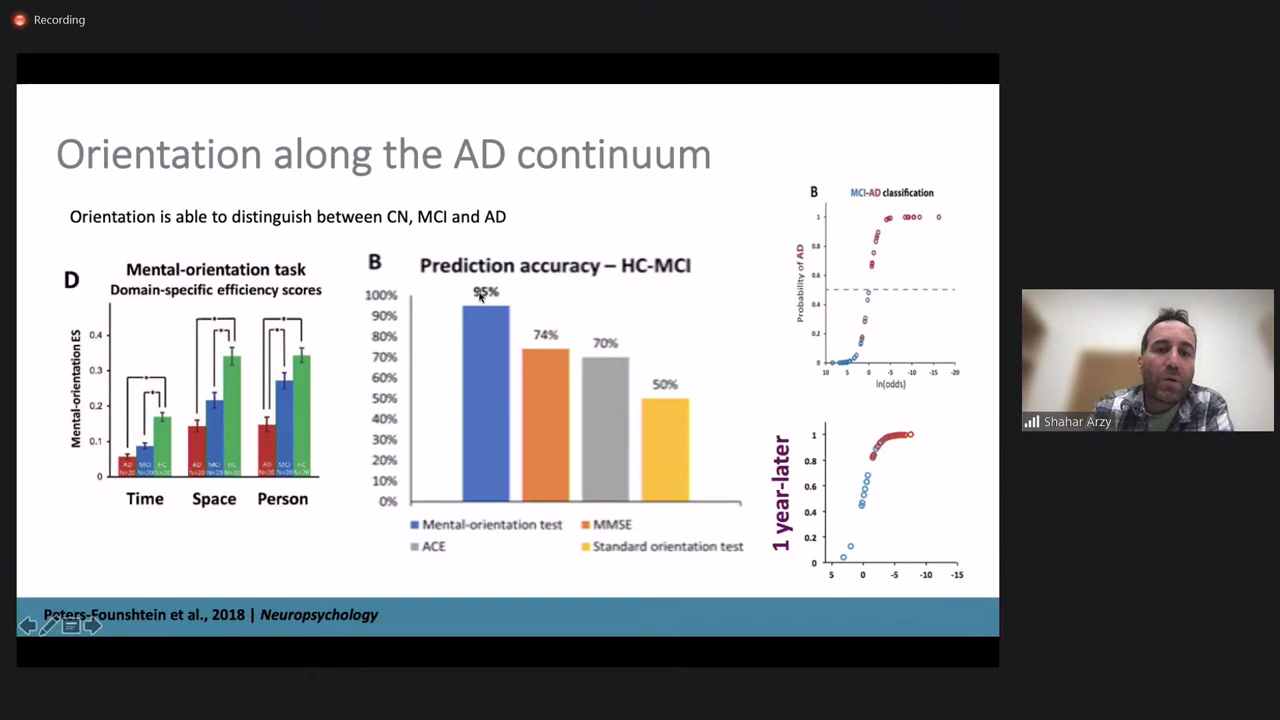 Recording
Orientation along the AD continuum
Orientation is able to distinguish between CN, MCI and AD
D
Mental-orientation task
Domain-specific efficiency scores
Mental-orientation ES
0.4
0.3
0.2
0.1
0
AD MCI HC AD MCI HC AD MCI HC
N=20 N=20 N=20 N=20 N=20 N=20 N=20 N=20 N=20
Time Space Person
B
Prediction accuracy – HC-MCI
100%
90%
80%
70%
60%
50%
40%
30%
20%
10%
0%
95%
74%
70%
50%
Mental-orientation test
MMSE
ACE
Standard orientation test
B
MCI-AD classification
Probability of AD
1
0.8
0.6
0.4
0.2
0
10 5 0 -5 -10 -15 -20
ln(odds)
1 year-later
1
0.8
0.6
0.4
0.2
0
5 0 -5 -10 -15
Peters-Founshtein et al., 2018 | Neuropsychology
Shahar Arzy